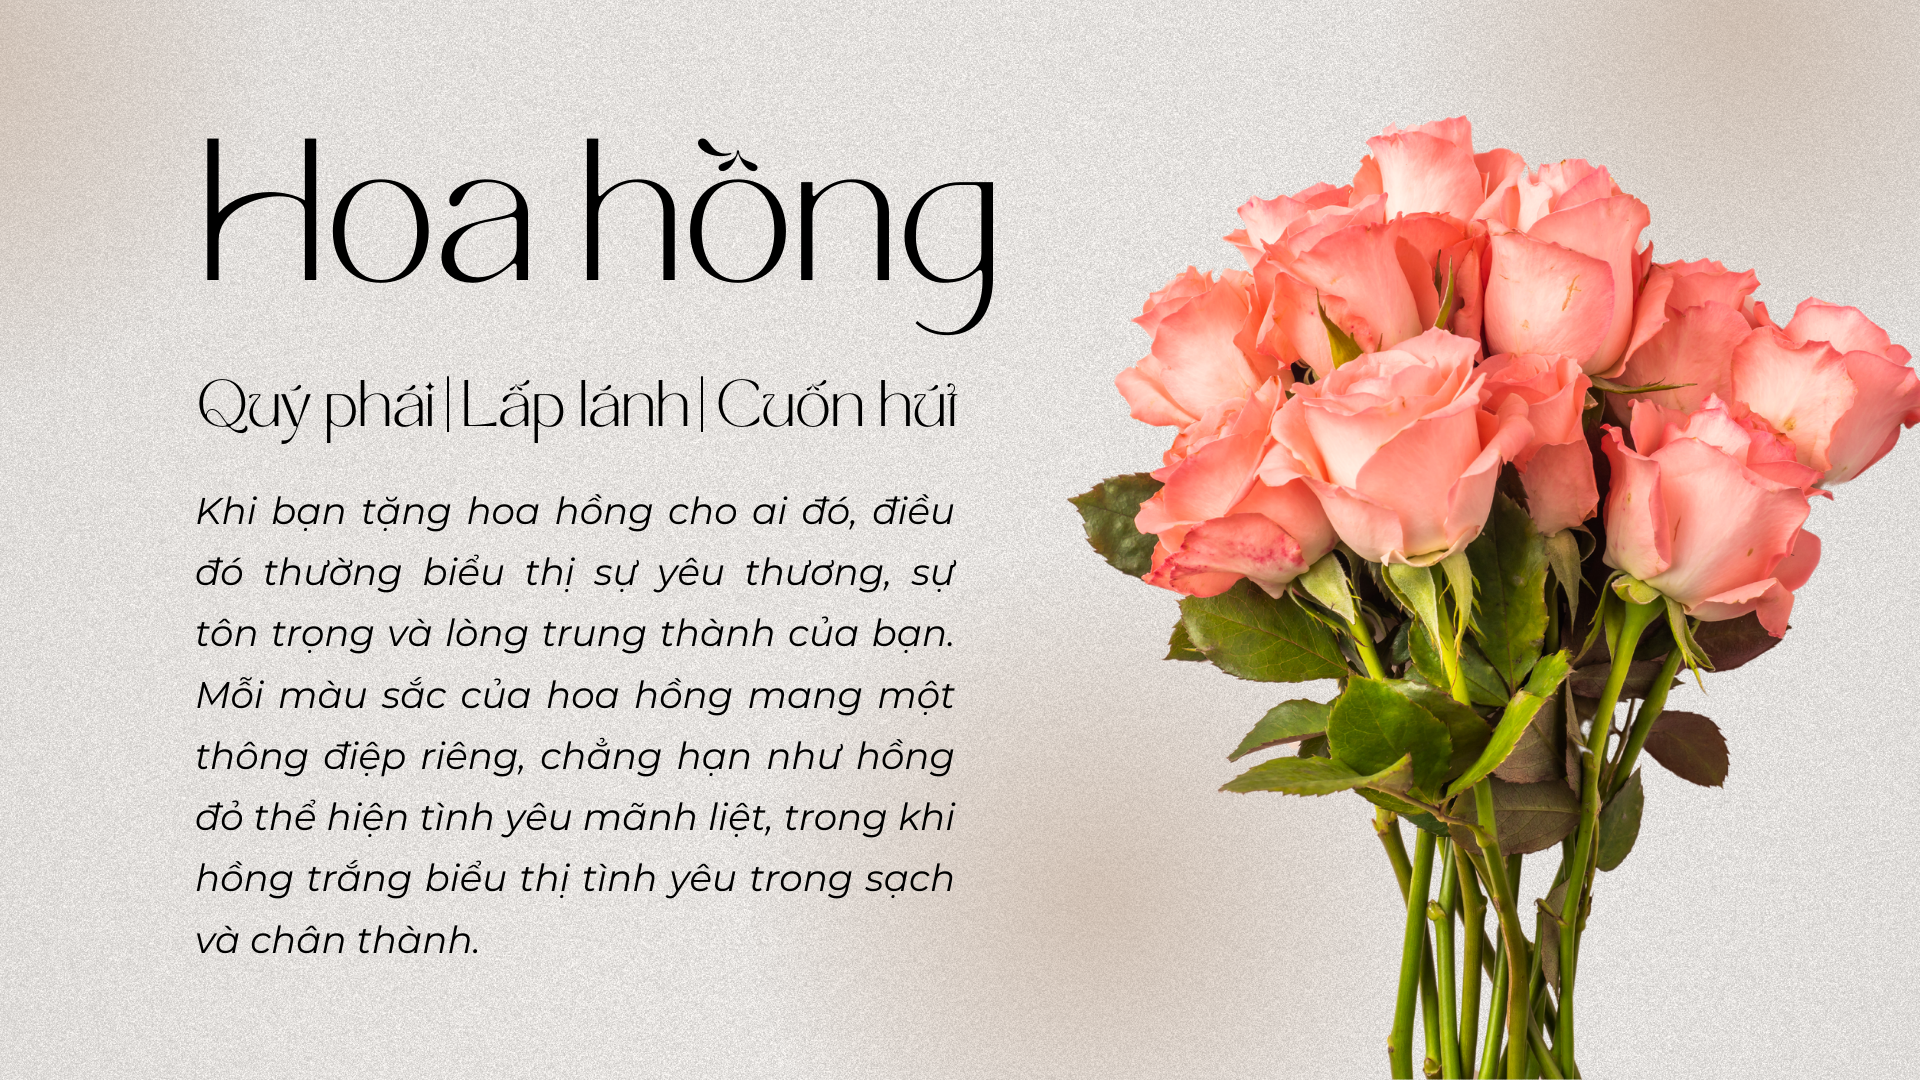 Hoa hồng
Quý phái|Lấp lánh|Cuốn hút
Khi bạn tặng hoa hồng cho ai đó, điều
đó thường biểu thị sự yêu thương, sự
tôn trọng và lòng trung thành của bạn.
Mỗi màu sắc của hoa hồng mang một
thông điệp riêng, chẳng hạn như hồng
đỏ thể hiện tình yêu mãnh liệt, trong khi
hồng trắng biểu thị tình yêu trong sạch
và chân thành.